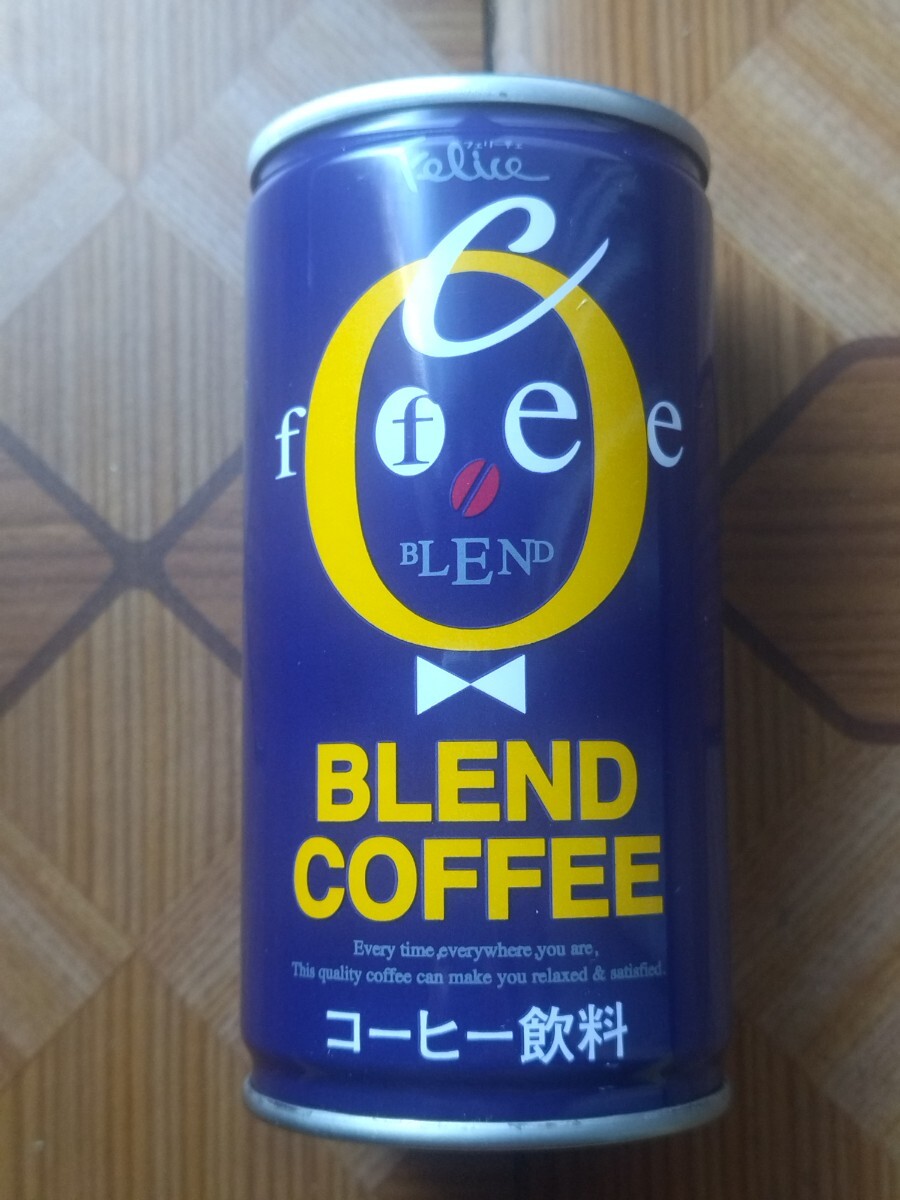 フェリーチェ
Felice
Coffee
BLEND
BLEND
COFFEE
Every time,everywhere,you are,
This quality coffee can make you relaxed & satisfied.
コーヒー飲料